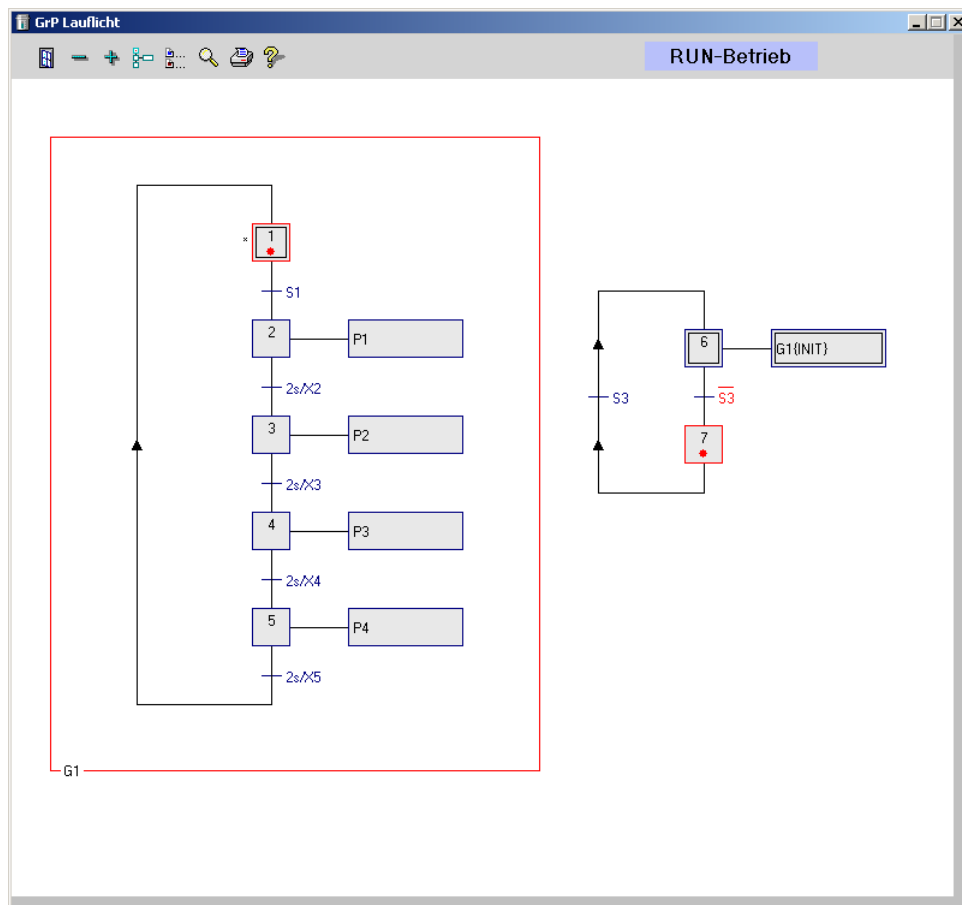 GrP Lauflicht
RUN-Betrieb
1
S1
2
P1
2s/X2
3
P2
2s/X3
4
P3
2s/X4
5
P4
2s/X5
G1
6
G1{INIT}
S3
S3
7